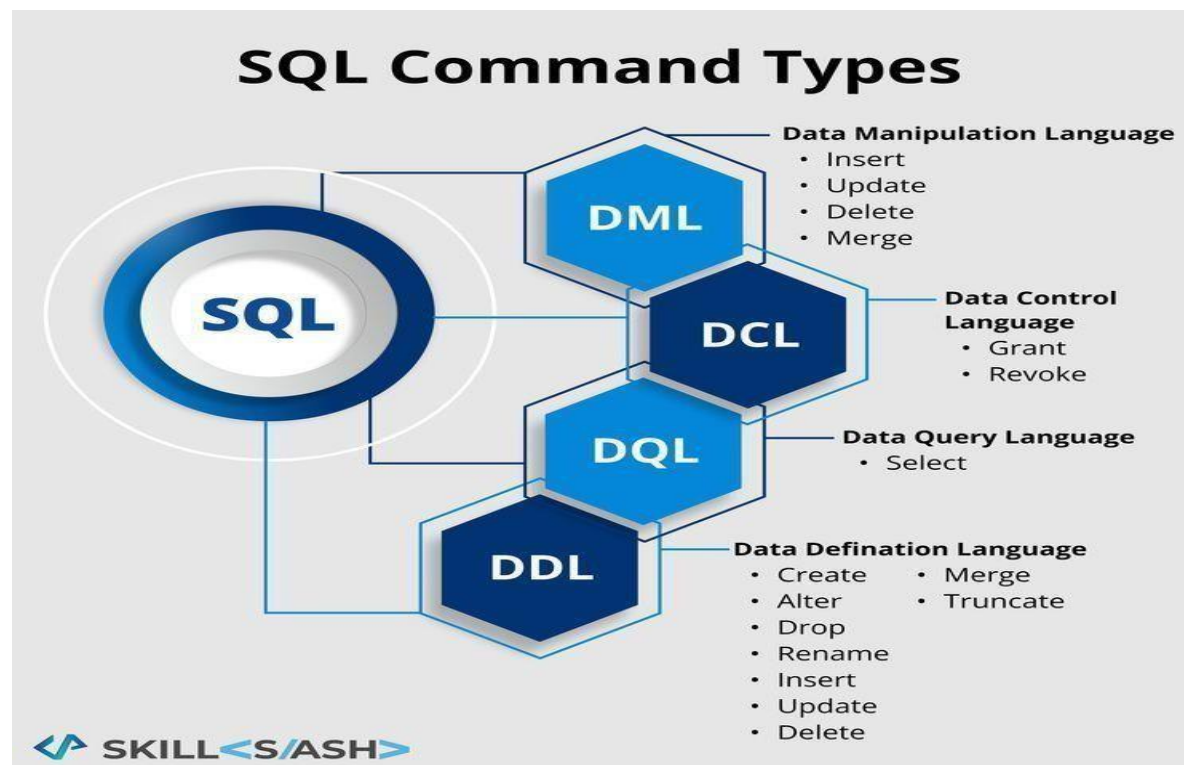 SQL Command Types
SQL
DML
Data Manipulation Language
• Insert
• Update
• Delete
• Merge
DCL
Data Control
Language
• Grant
• Revoke
DQL
Data Query Language
• Select
DDL
Data Defination Language
• Create
• Alter
• Drop
• Rename
• Insert
• Update
• Delete
• Merge
• Truncate
</> SKILL<S/ASH>